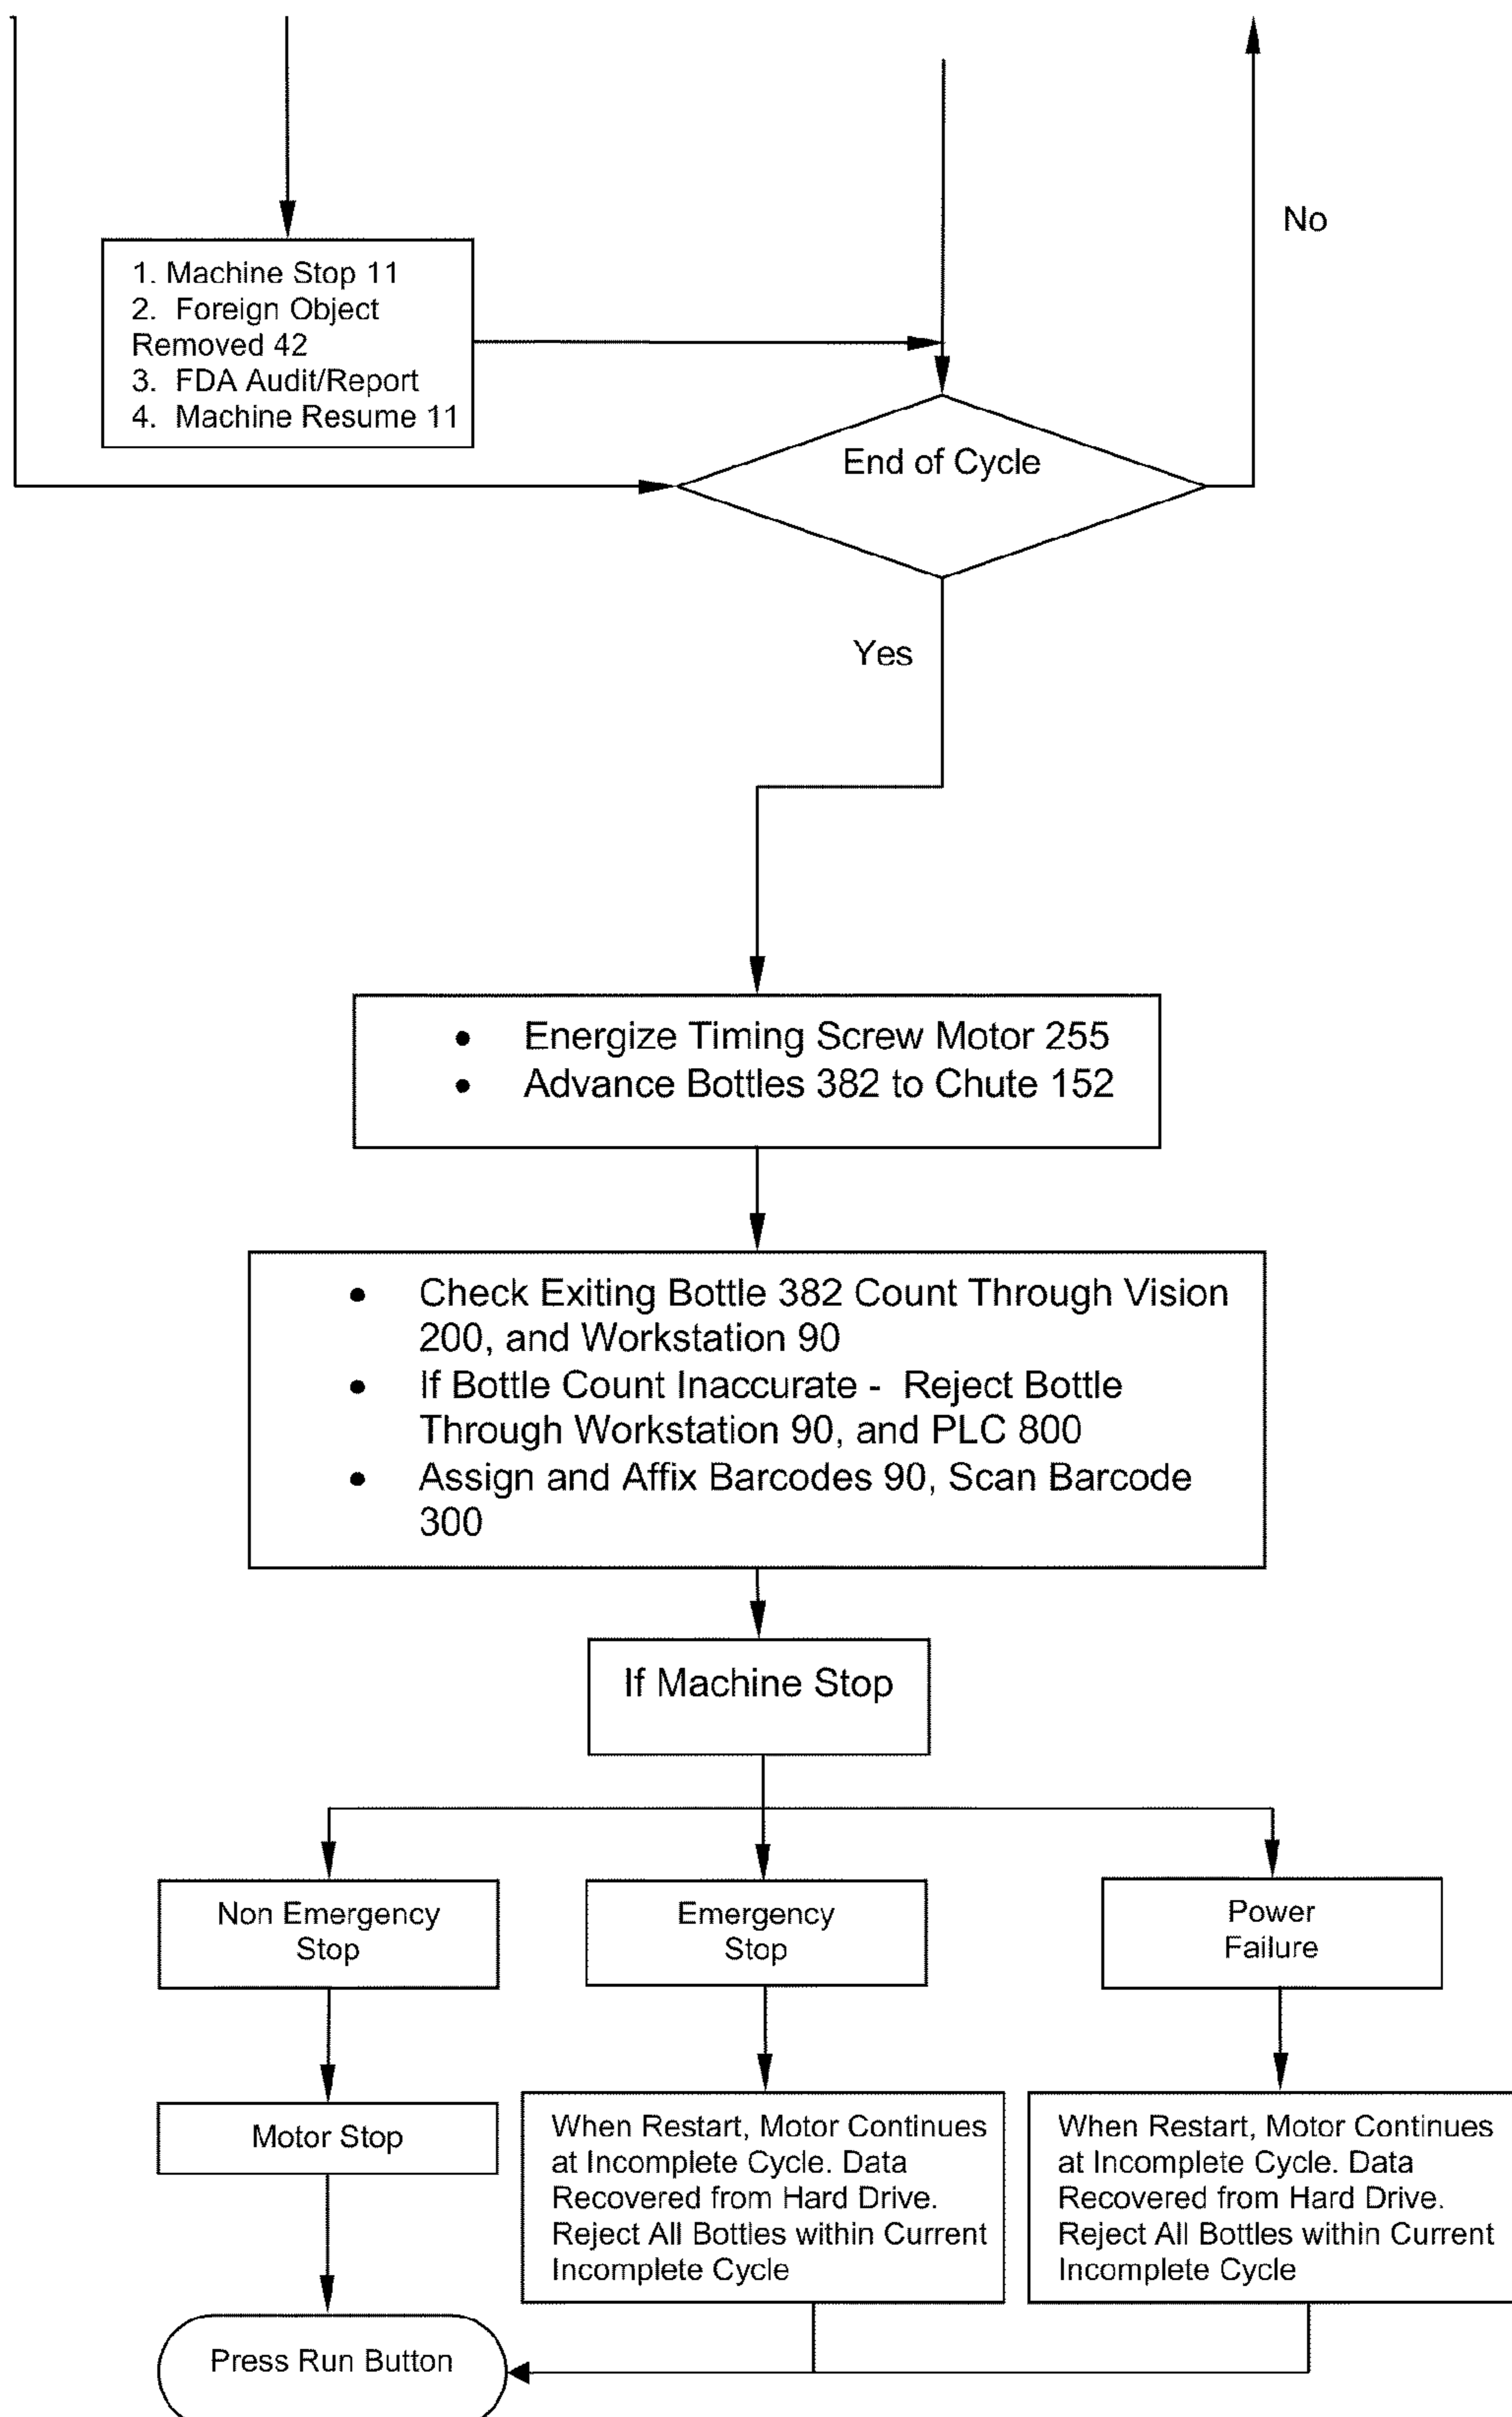 No
1. Machine Stop 11
2. Foreign Object
Removed 42
3. FDA Audit/Report
4. Machine Resume 11
End of Cycle
Yes
• Energize Timing Screw Motor 255
• Advance Bottles 382 to Chute 152
• Check Exiting Bottle 382 Count Through Vision
200, and Workstation 90
• If Bottle Count Inaccurate - Reject Bottle
Through Workstation 90, and PLC 800
• Assign and Affix Barcodes 90, Scan Barcode
300
If Machine Stop
Non Emergency
Stop
Emergency
Stop
Power
Failure
Motor Stop
When Restart, Motor Continues
at Incomplete Cycle. Data
Recovered from Hard Drive.
Reject All Bottles within Current
Incomplete Cycle
When Restart, Motor Continues
at Incomplete Cycle. Data
Recovered from Hard Drive.
Reject All Bottles within Current
Incomplete Cycle
Press Run Button